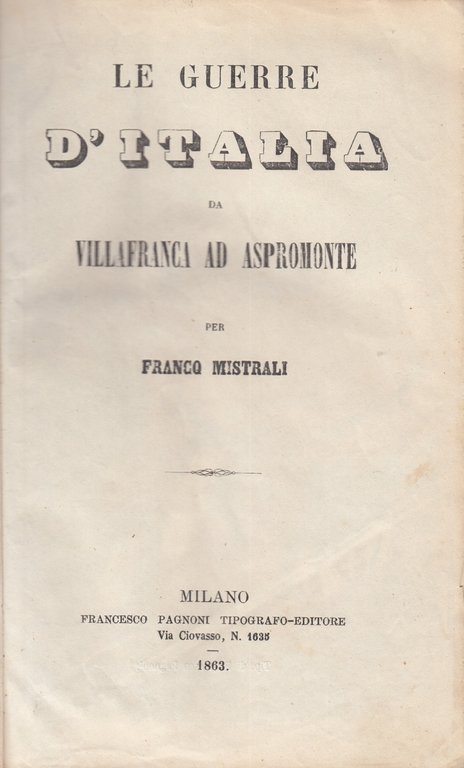 LE GUERRE
D'ITALIA
DA
VILLAFRANCA AD ASPROMONTE
PER
FRANCO MISTRALI
MILANO
FRANCESCO PAGNONI TIPOGRAFO-EDITORE
Via Ciovasso, N. 1635
—
1863.